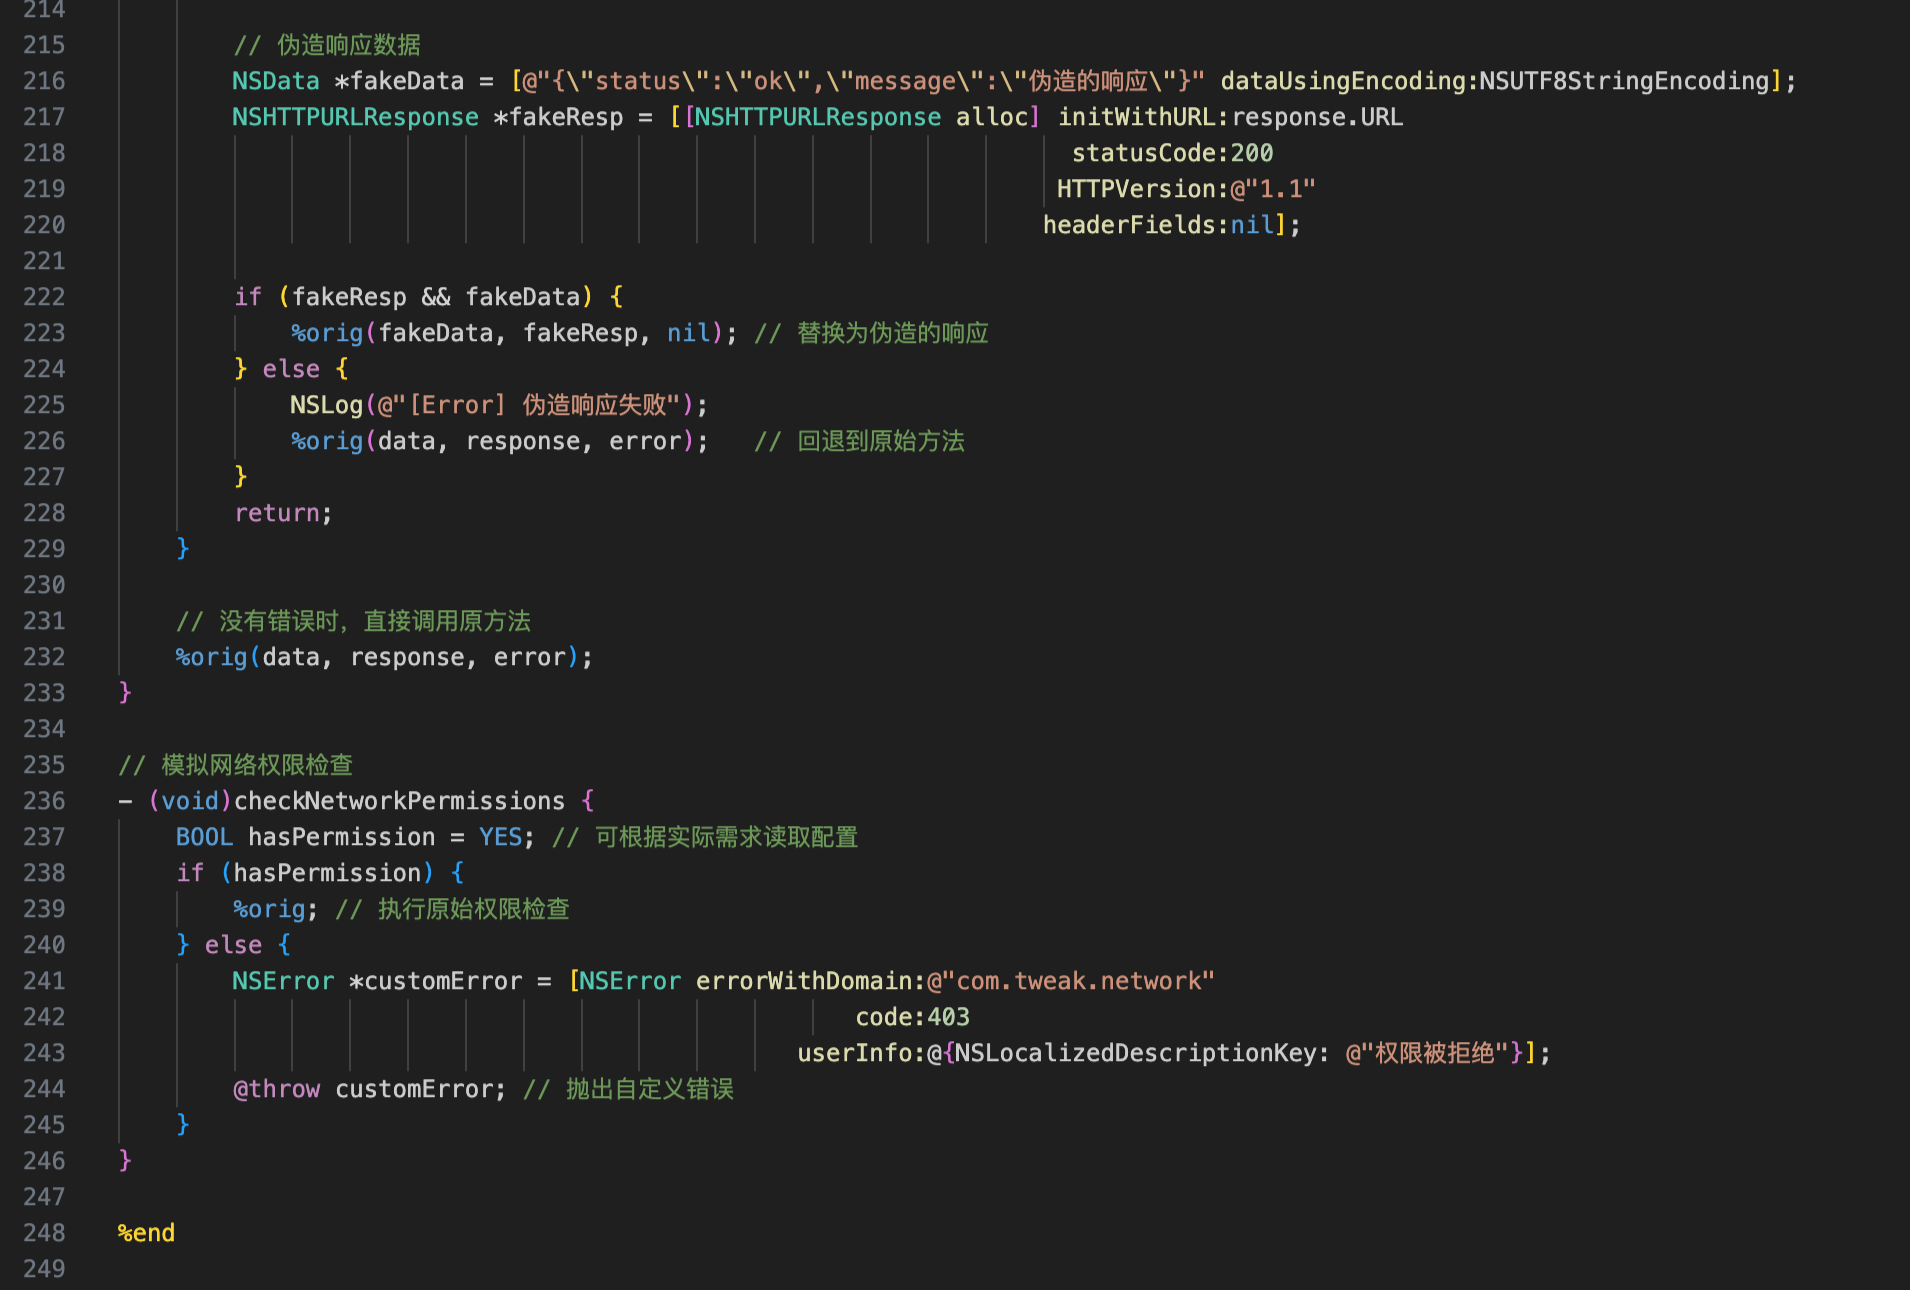 214
215 // 伪造响应数据
216 NSData *fakeData = [@"{\"status\":\"ok\",\"message\":\"伪造的响应\"}" dataUsingEncoding:NSUTF8StringEncoding];
217 NSHTTPURLResponse *fakeResp = [[NSHTTPURLResponse alloc] initWithURL:response.URL
218 statusCode:200
219 HTTPVersion:@"1.1"
220 headerFields:nil];
221
222 if (fakeResp && fakeData) {
223 %orig(fakeData, fakeResp, nil); // 替换为伪造的响应
224 } else {
225 NSLog(@"[Error] 伪造响应失败");
226 %orig(data, response, error); // 回退到原始方法
227 }
228 return;
229 }
230
231 // 没有错误时，直接调用原方法
232 %orig(data, response, error);
233 }
234
235 // 模拟网络权限检查
236 - (void)checkNetworkPermissions {
237 BOOL hasPermission = YES; // 可根据实际需求读取配置
238 if (hasPermission) {
239 %orig; // 执行原始权限检查
240 } else {
241 NSError *customError = [NSError errorWithDomain:@"com.tweak.network"
242 code:403
243 userInfo:@{NSLocalizedDescriptionKey: @"权限被拒绝"}];
244 @throw customError; // 抛出自定义错误
245 }
246 }
247
248 %end
249